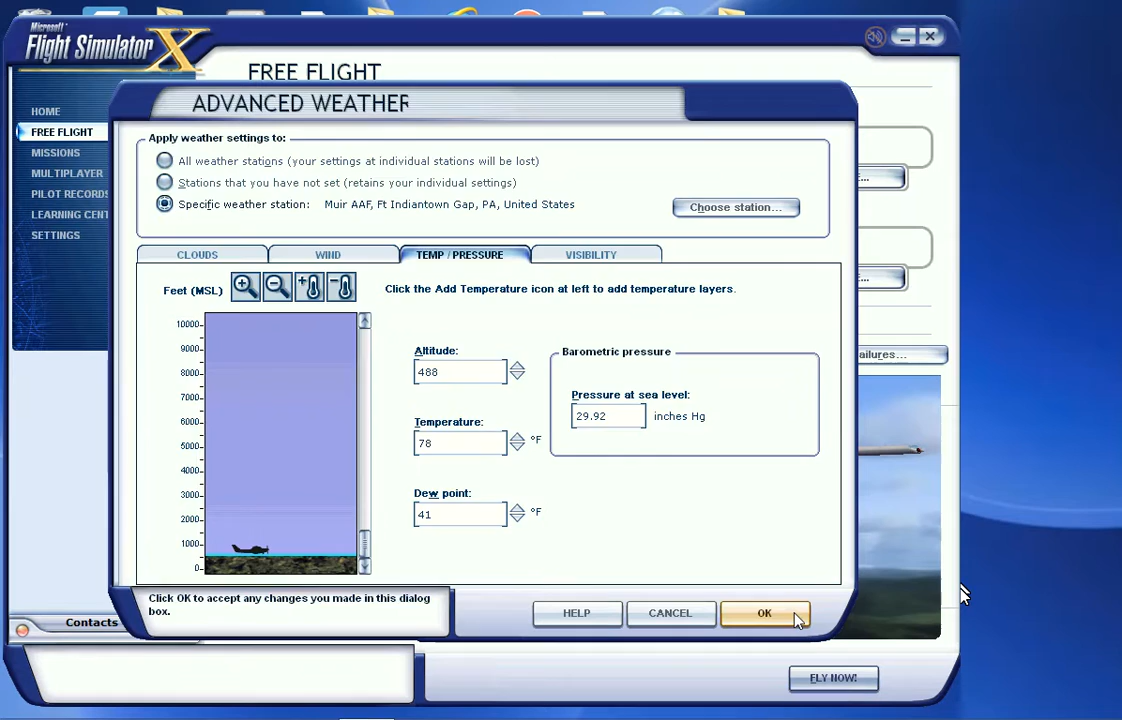 Microsoft
Flight Simulator X
FREE FLIGHT
HOME
FREE FLIGHT
MISSIONS
MULTIPLAYER
PILOT RECORDS
LEARNING CENT
SETTINGS
ADVANCED WEATHER
Apply weather settings to:
All weather stations (your settings at individual stations will be lost)
Stations that you have not set (retains your individual settings)
Specific weather station: Muir AAF, Ft Indiantown Gap, PA, United States
Choose station...
CLOUDS
WIND
TEMP / PRESSURE
VISIBILITY
Feet (MSL)
Click the Add Temperature icon at left to add temperature layers.
10000
9000
8000
7000
6000
5000
4000
3000
2000
1000
0
Altitude:
488
Temperature:
78 °F
Dew point:
41 °F
Barometric pressure
Pressure at sea level:
29.92 inches Hg
E...
E...
ailures...
Click OK to accept any changes you made in this dialog
box.
HELP
CANCEL
OK
Contacts
FLY NOW!